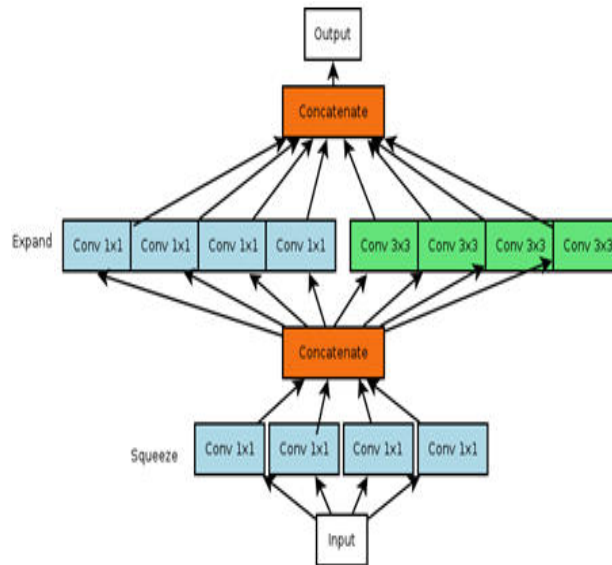 Output
Concatenate
Expand Conv 1x1 Conv 1x1 Conv 1x1 Conv 1x1 Conv 3x3 Conv 3x3 Conv 3x3 Conv 3x3
Concatenate
Squeeze Conv 1x1 Conv 1x1 Conv 1x1 Conv 1x1
Input